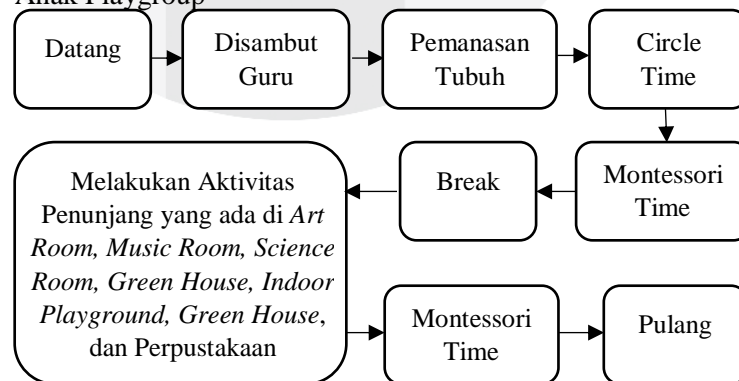 Anak Playgroup
Datang
Disambut
Guru
Pemanasan
Tubuh
Circle
Time
Montessori
Time
Break
Melakukan Aktivitas
Penunjang yang ada di Art
Room, Music Room, Science
Room, Green House, Indoor
Playground, Green House,
dan Perpustakaan
Montessori
Time
Pulang